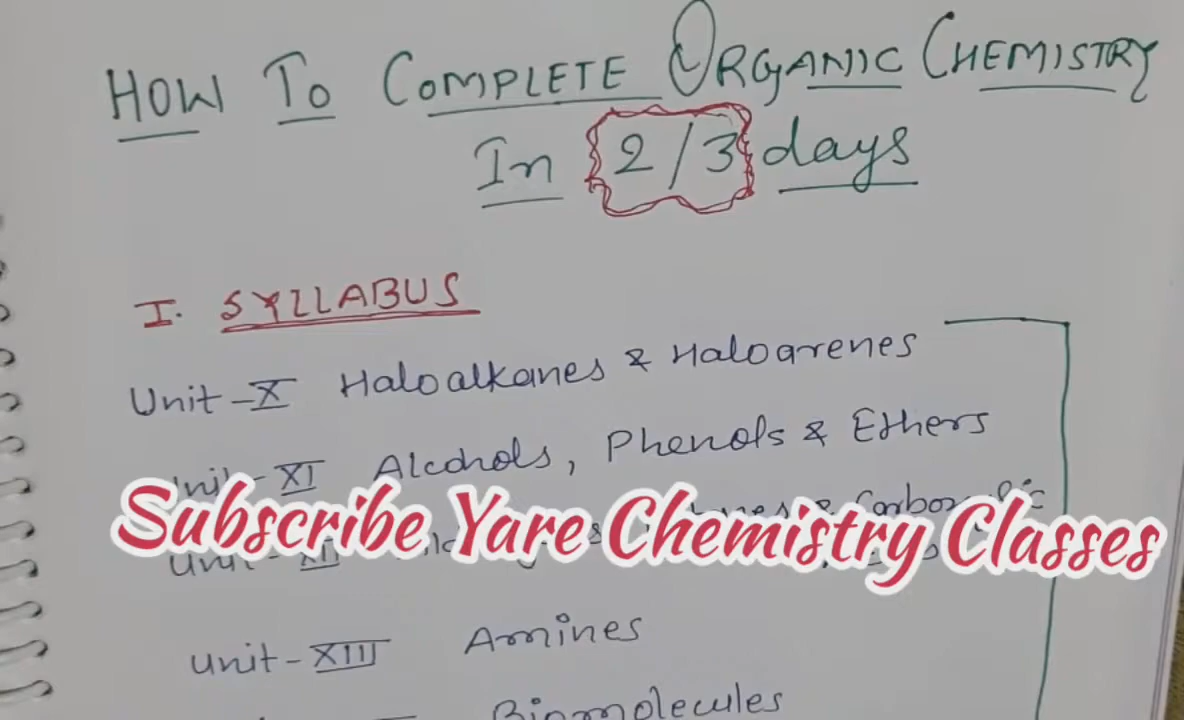 HOW TO COMPLETE ORGANIC CHEMISTRY
In 2/3 days
I. SYLLABUS
Unit-X Haloalkanes & Haloarenes
Unit-XI Alcohols, Phenols & Ethers
Subscribe Yare Chemistry Classes
Unit-XIII Amines
Biomolecules